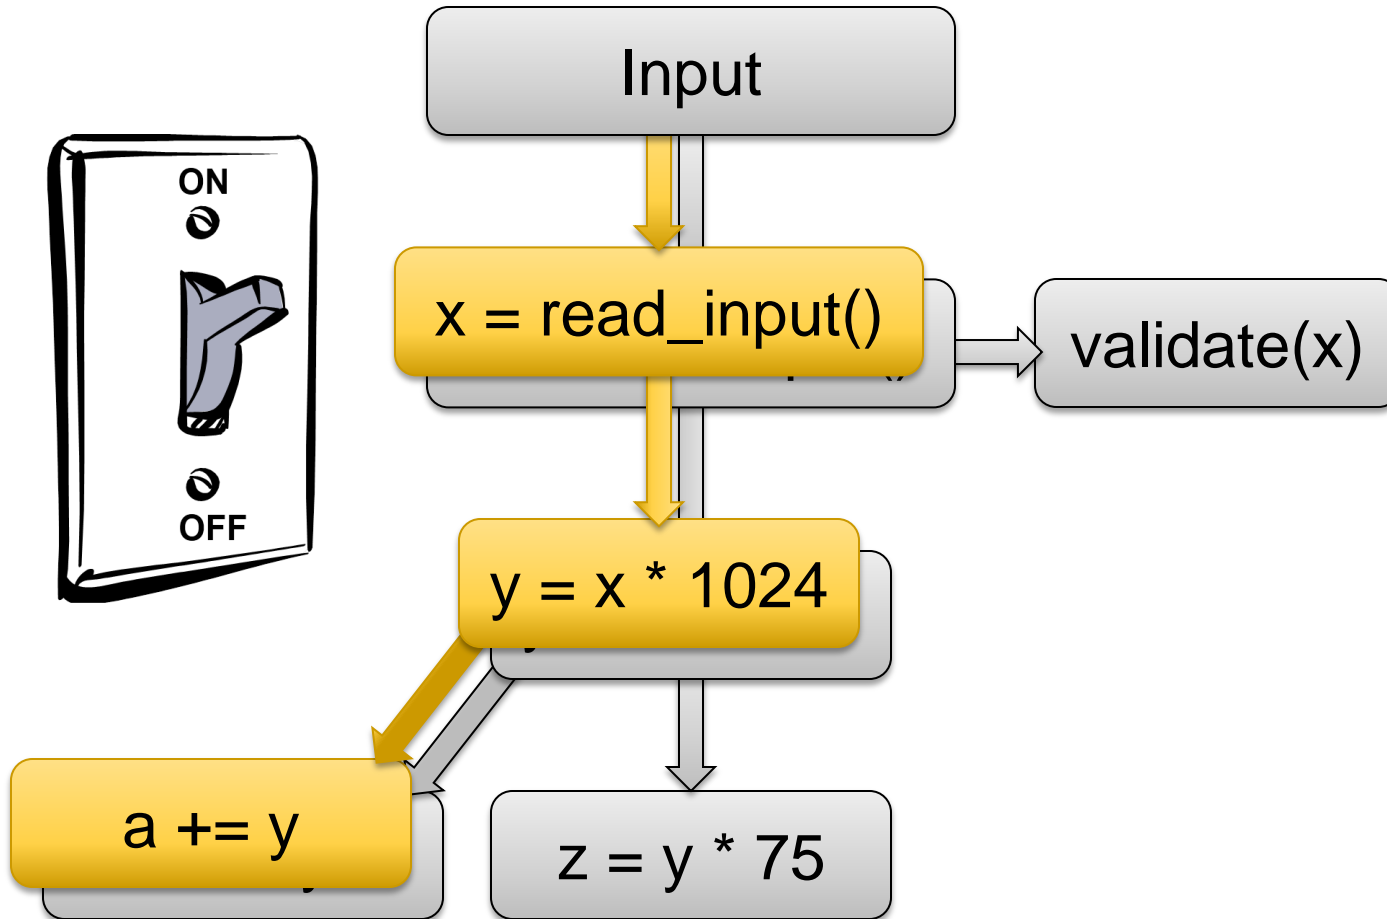 Input
ON
x = read_input()
validate(x)
OFF
y = x * 1024
a += y
z = y * 75